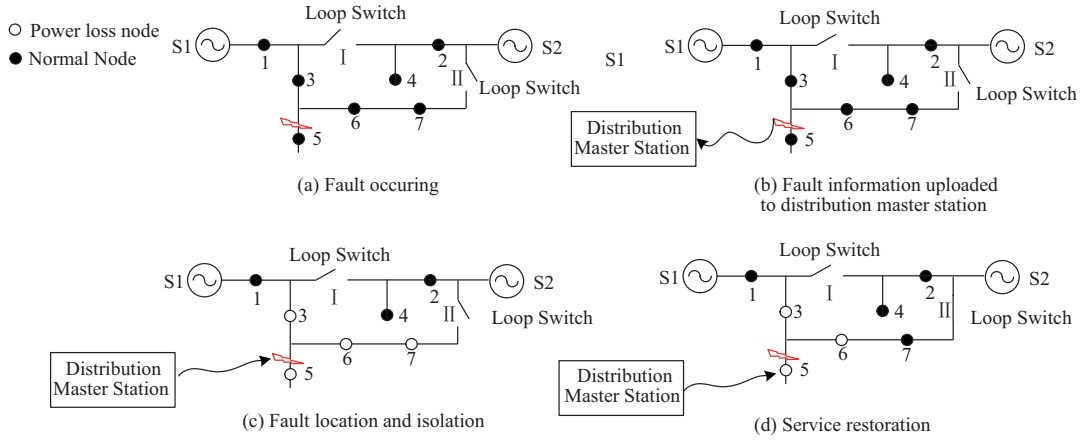 Power loss node
Normal Node
Loop Switch
S1
S2
1
I
2
3
4
II
Loop Switch
6
7
5
(a) Fault occuring
Loop Switch
S1
S1
S2
1
I
2
3
4
II
Loop Switch
Distribution
Master Station
6
7
5
(b) Fault information uploaded
to distribution master station
Loop Switch
S1
S2
1
I
2
3
4
II
Loop Switch
6
7
Distribution
Master Station
5
(c) Fault location and isolation
Loop Switch
S1
S2
1
I
2
3
4
II
Loop Switch
6
7
Distribution
Master Station
5
(d) Service restoration